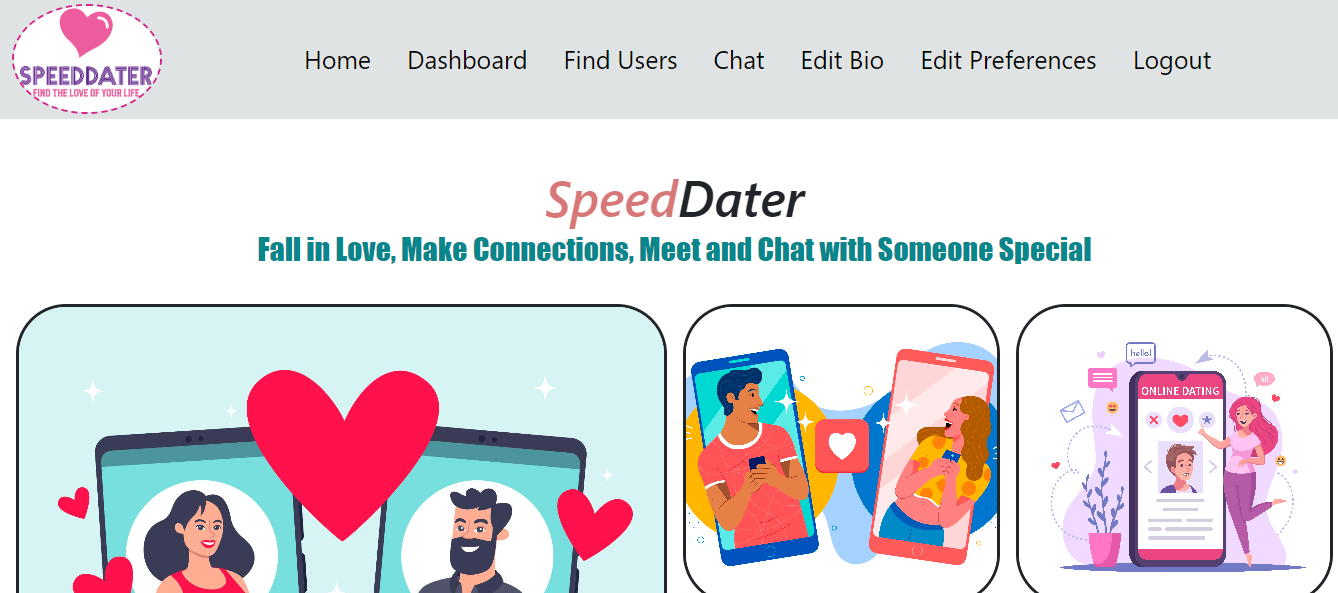 SPEEDDATER
FIND THE LOVE OF YOUR LIFE
Home Dashboard Find Users Chat Edit Bio Edit Preferences Logout
SpeedDater
Fall in Love, Make Connections, Meet and Chat with Someone Special
hello!
hi!
ONLINE DATING